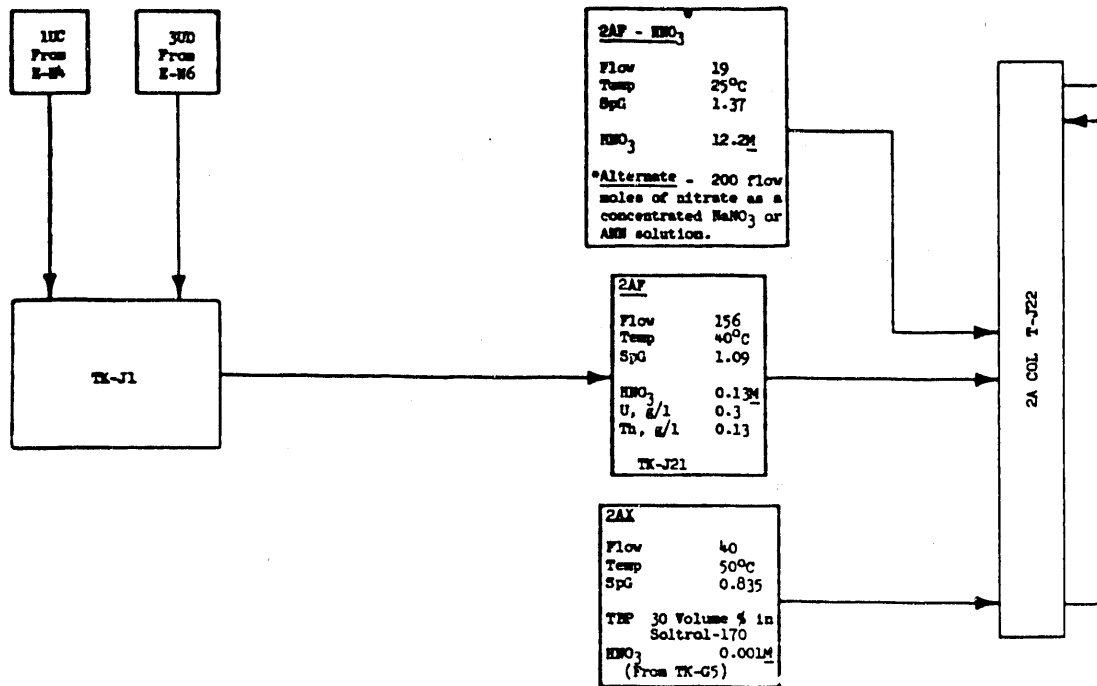 1UC
From
E-N4
3UD
From
E-N6
TK-J1
2AF - HNO3
Flow 19
Temp 25°C
SpG 1.37
HNO3 12.2M
*Alternate - 200 flow
moles of nitrate as a
concentrated NaNO3 or
ANN solution.
2AF
Flow 156
Temp 40°C
SpG 1.09
HNO3 0.13M
U, g/l 0.3
Th, g/l 0.13
TK-J21
2AX
Flow 40
Temp 50°C
SpG 0.835
TBP 30 Volume % in
Soltrol-170
HNO3 0.001M
(From TK-G5)
2A COL T-J22